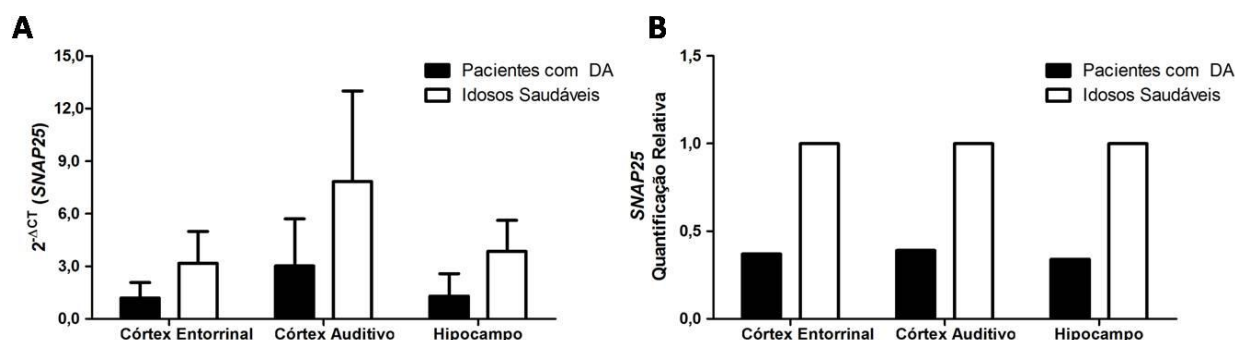 A
15,0
12,0
9,0
6,0
3,0
0,0
2-ΔCT (SNAP25)
Pacientes com DA
Idosos Saudáveis
Córtex Entorrinal
Córtex Auditivo
Hipocampo
B
1,5
1,0
0,5
0,0
SNAP25
Quantificação Relativa
Pacientes com DA
Idosos Saudáveis
Córtex Entorrinal
Córtex Auditivo
Hipocampo